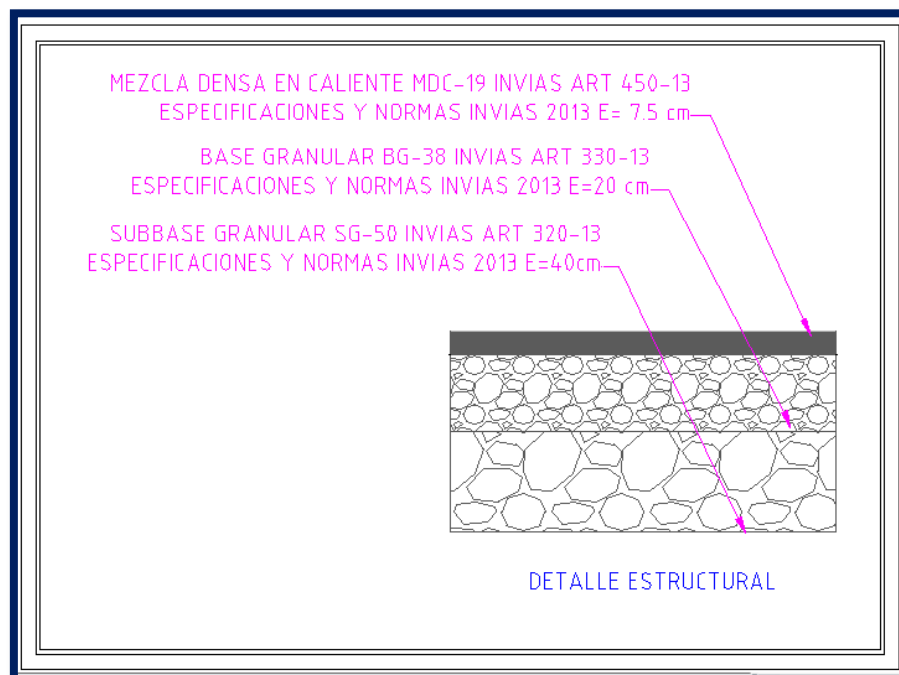 MEZCLA DENSA EN CALIENTE MDC-19 INVIAS ART 450-13
ESPECIFICACIONES Y NORMAS INVIAS 2013 E= 7.5 cm
BASE GRANULAR BG-38 INVIAS ART 330-13
ESPECIFICACIONES Y NORMAS INVIAS 2013 E=20 cm
SUBBASE GRANULAR SG-50 INVIAS ART 320-13
ESPECIFICACIONES Y NORMAS INVIAS 2013 E=40cm
DETALLE ESTRUCTURAL